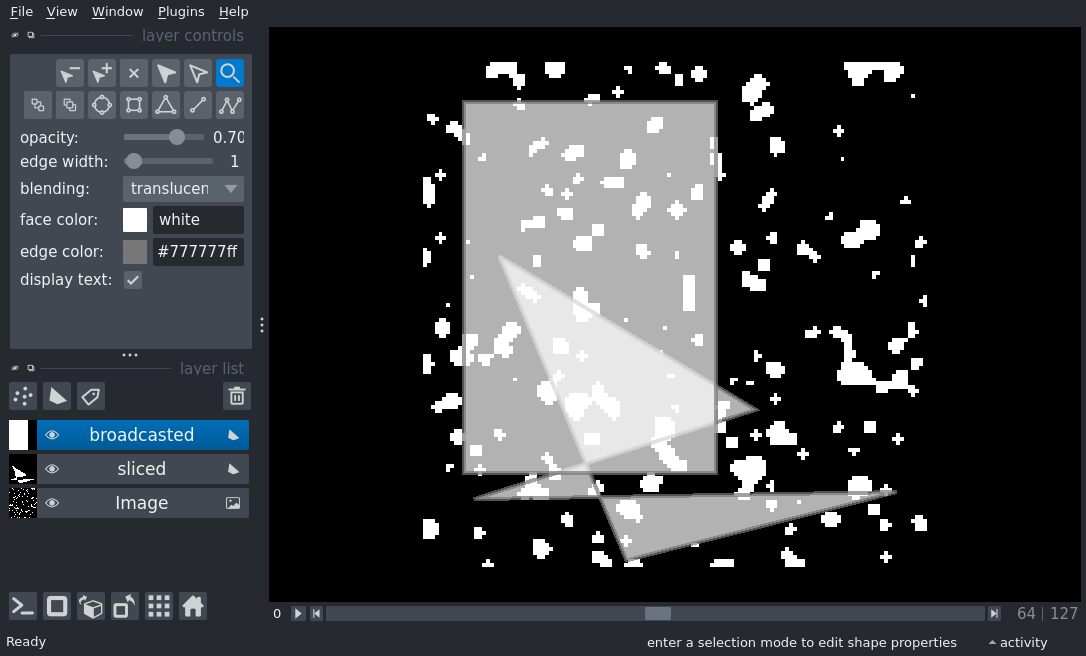 File View Window Plugins Help
layer controls
opacity: 0.70
edge width: 1
blending: translucen
face color: white
edge color: #777777ff
display text:
layer list
broadcasted
sliced
Image
0 64 | 127
Ready enter a selection mode to edit shape properties activity